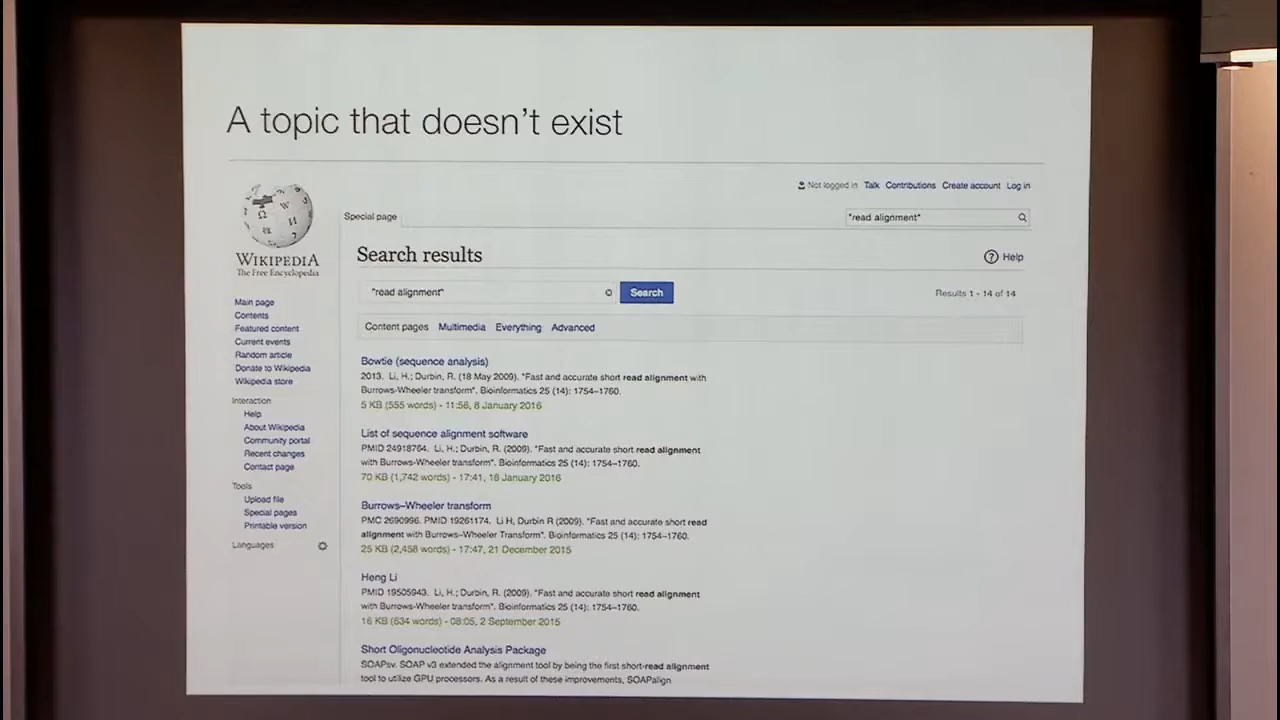 A topic that doesn't exist
Not logged in Talk Contributions Create account Log in
Special page
"read alignment"
WIKIPEDIA
The Free Encyclopedia
Search results
Help
"read alignment"
Search
Results 1 - 14 of 14
Content pages Multimedia Everything Advanced
Main page
Contents
Featured content
Current events
Random article
Donate to Wikipedia
Wikipedia store
Interaction
Help
About Wikipedia
Community portal
Recent changes
Contact page
Tools
Upload file
Special pages
Printable version
Languages
Bowtie (sequence analysis)
2013. Li, H.; Durbin, R. (18 May 2009). "Fast and accurate short read alignment with
Burrows-Wheeler transform". Bioinformatics 25 (14): 1754–1760.
5 KB (555 words) - 11:56, 8 January 2016
List of sequence alignment software
PMID 24918764. Li, H.; Durbin, R. (2009). "Fast and accurate short read alignment
with Burrows-Wheeler transform". Bioinformatics 25 (14): 1754–1760.
70 KB (1,742 words) - 17:41, 18 January 2016
Burrows–Wheeler transform
PMC 2690996. PMID 19261174. Li H, Durbin R (2009). "Fast and accurate short read
alignment with Burrows–Wheeler Transform". Bioinformatics 25 (14): 1754–1760.
25 KB (2,458 words) - 17:47, 21 December 2015
Heng Li
PMID 19505943. Li, H.; Durbin, R. (2009). "Fast and accurate short read alignment
with Burrows-Wheeler transform". Bioinformatics 25 (14): 1754–1760.
16 KB (634 words) - 08:05, 2 September 2015
Short Oligonucleotide Analysis Package
SOAPsv. SOAP v3 extended the alignment tool by being the first short-read alignment
tool to utilize GPU processors. As a result of these improvements, SOAPalign